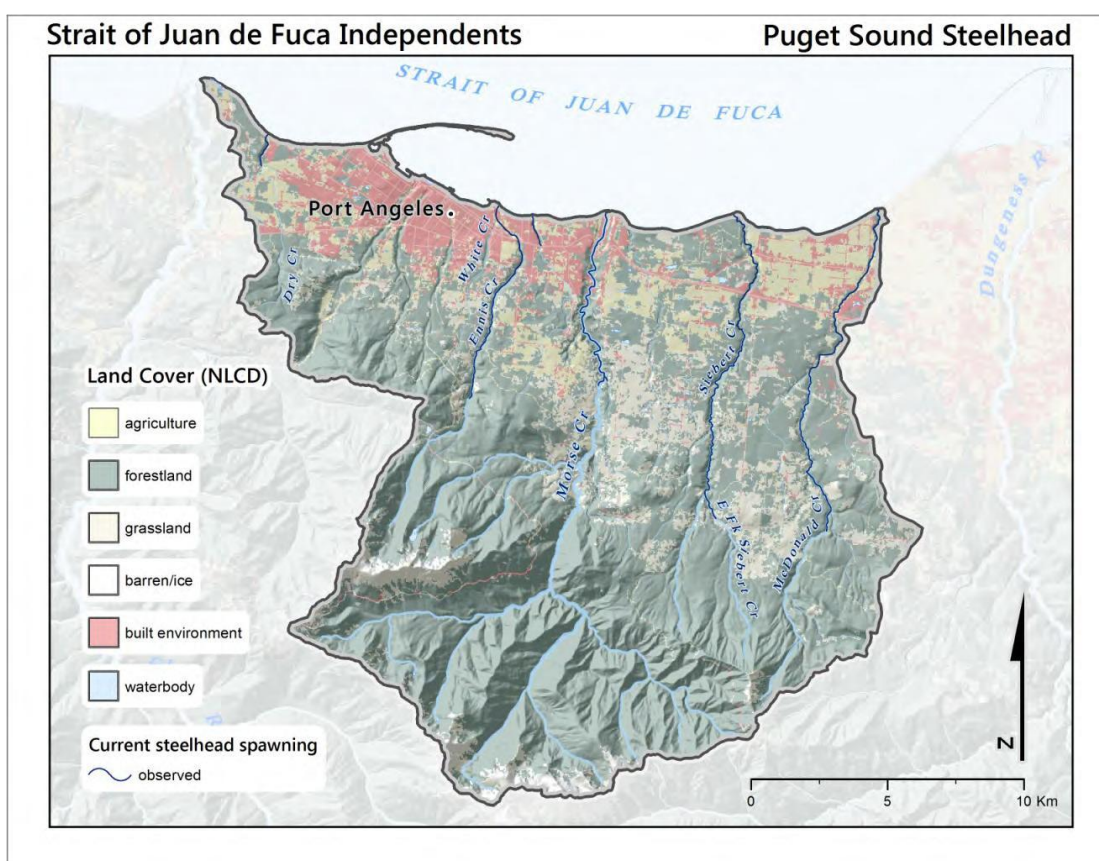 Strait of Juan de Fuca Independents
Puget Sound Steelhead
STRAIT OF JUAN DE FUCA
Dungeness R
Port Angeles
Dry Cr
White Cr
Ennis Cr
Morse Cr
Siebert Cr
E Fk Siebert Cr
McDonald Cr
Land Cover (NLCD)
agriculture
forestland
grassland
barren/ice
built environment
waterbody
Current steelhead spawning
observed
N
0 5 10 Km